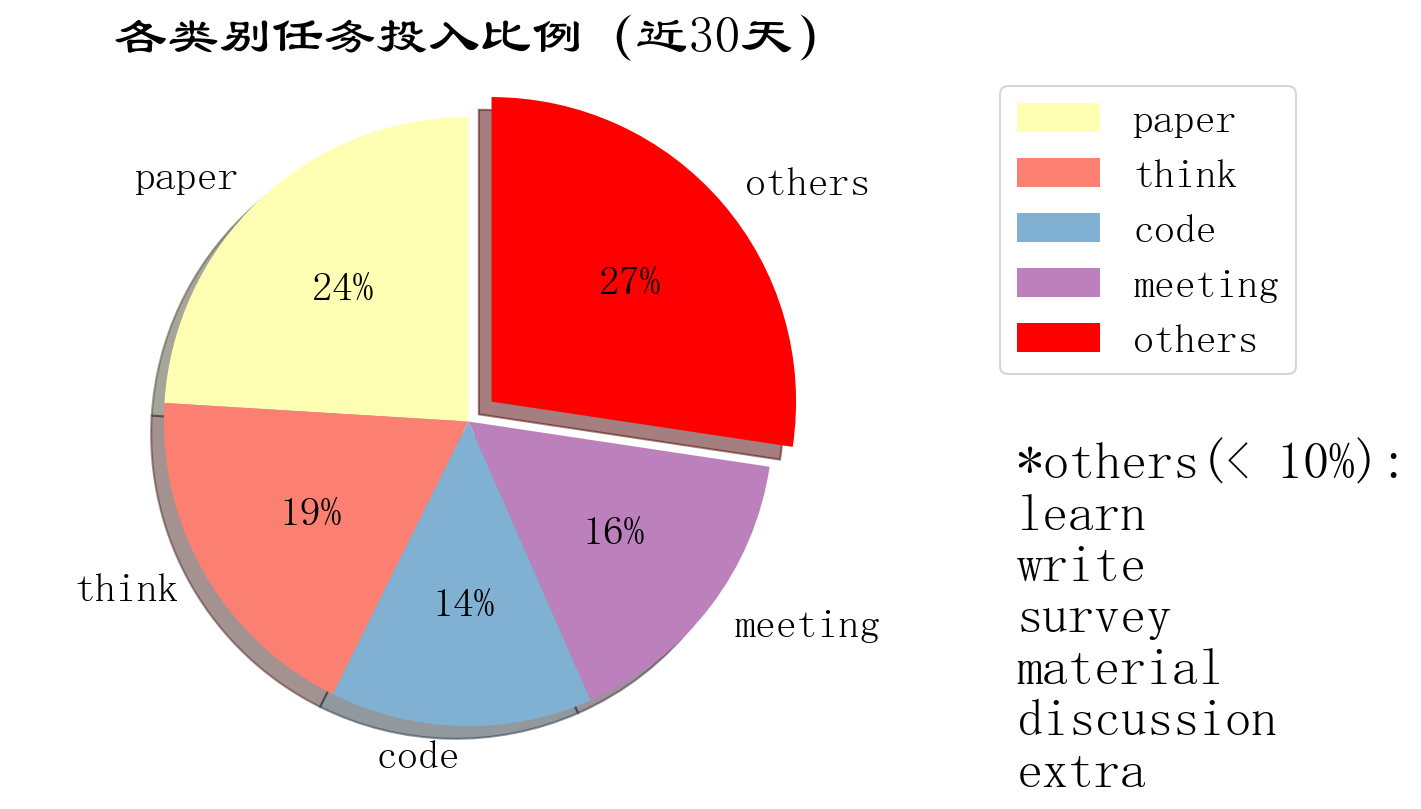 各类别任务投入比例 (近30天)
paper
others
24%
27%
19%
16%
14%
think
meeting
code
paper
think
code
meeting
others
*others(< 10%):
learn
write
survey
material
discussion
extra